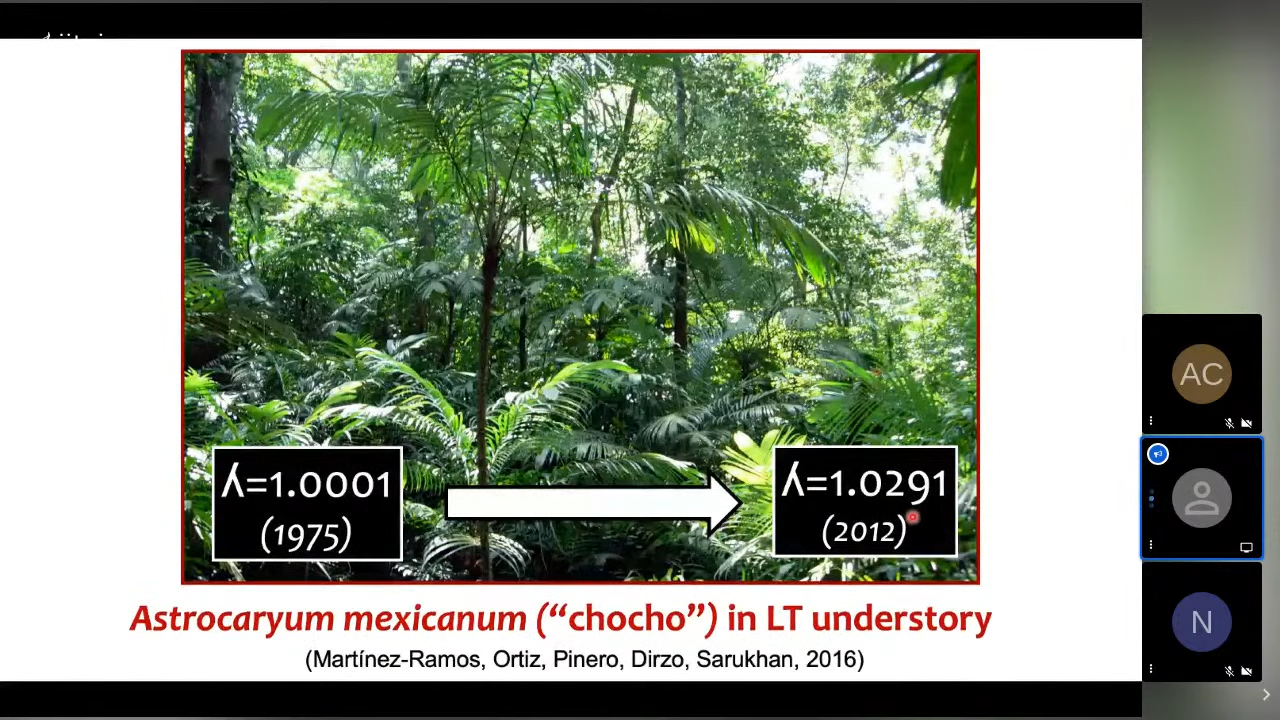 λ=1.0001
(1975)
λ=1.0291
(2012)
Astrocaryum mexicanum (“chocho”) in LT understory
(Martínez-Ramos, Ortiz, Pinero, Dirzo, Sarukhan, 2016)
AC
N